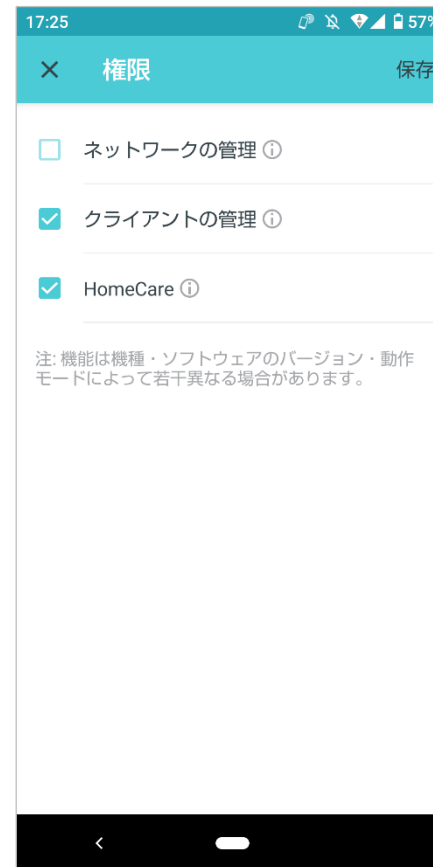 17:25 57%
権限 保存
ネットワークの管理
クライアントの管理
HomeCare
注: 機能は機種・ソフトウェアのバージョン・動作
モードによって若干異なる場合があります。